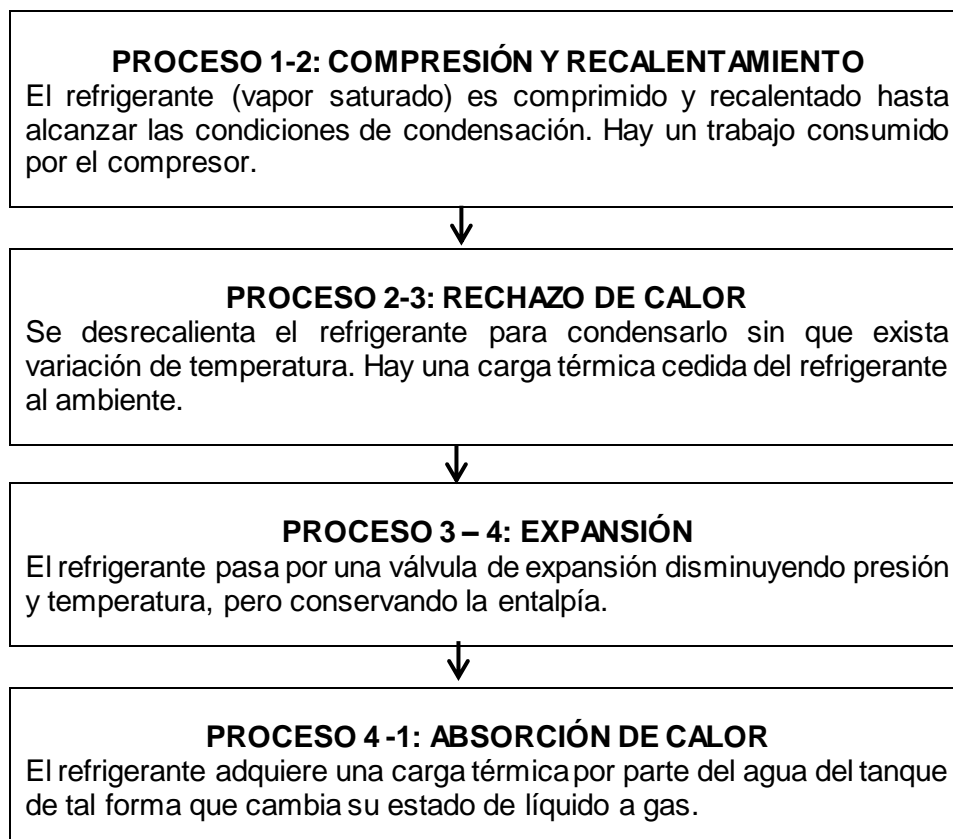 PROCESO 1-2: COMPRESIÓN Y RECALENTAMIENTO
El refrigerante (vapor saturado) es comprimido y recalentado hasta
alcanzar las condiciones de condensación. Hay un trabajo consumido
por el compresor.
PROCESO 2-3: RECHAZO DE CALOR
Se desrecalienta el refrigerante para condensarlo sin que exista
variación de temperatura. Hay una carga térmica cedida del refrigerante
al ambiente.
PROCESO 3 – 4: EXPANSIÓN
El refrigerante pasa por una válvula de expansión disminuyendo presión
y temperatura, pero conservando la entalpía.
PROCESO 4 -1: ABSORCIÓN DE CALOR
El refrigerante adquiere una carga térmica por parte del agua del tanque
de tal forma que cambia su estado de líquido a gas.